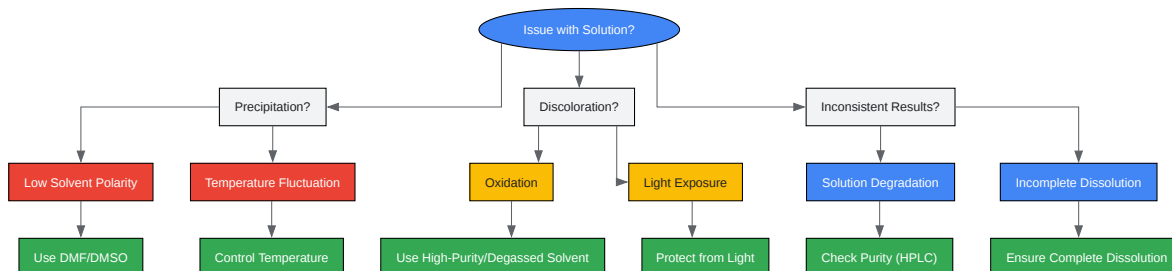 Issue with Solution?
Precipitation?
Discoloration?
Inconsistent Results?
Low Solvent Polarity
Temperature Fluctuation
Oxidation
Light Exposure
Solution Degradation
Incomplete Dissolution
Use DMF/DMSO
Control Temperature
Use High-Purity/Degassed Solvent
Protect from Light
Check Purity (HPLC)
Ensure Complete Dissolution